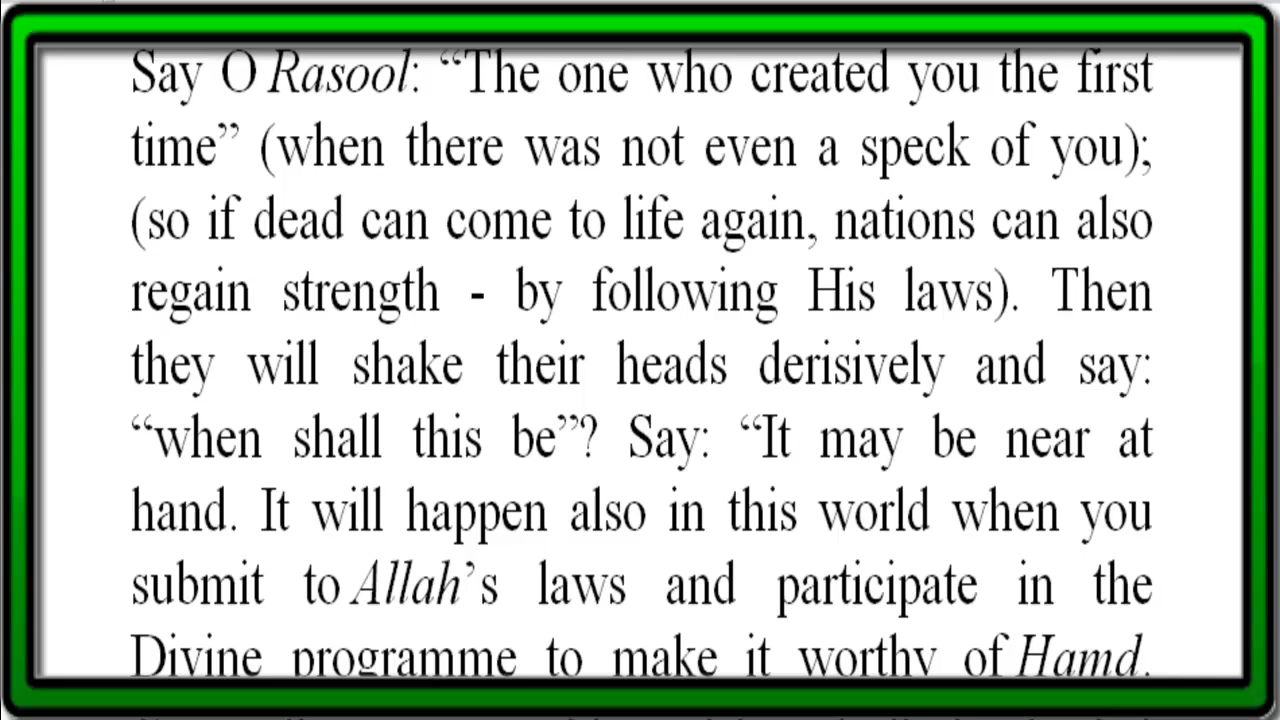 Say O Rasool: “The one who created you the first
time” (when there was not even a speck of you);
(so if dead can come to life again, nations can also
regain strength - by following His laws). Then
they will shake their heads derisively and say:
“when shall this be”? Say: “It may be near at
hand. It will happen also in this world when you
submit to Allah’s laws and participate in the
Divine programme to make it worthy of Hamd.